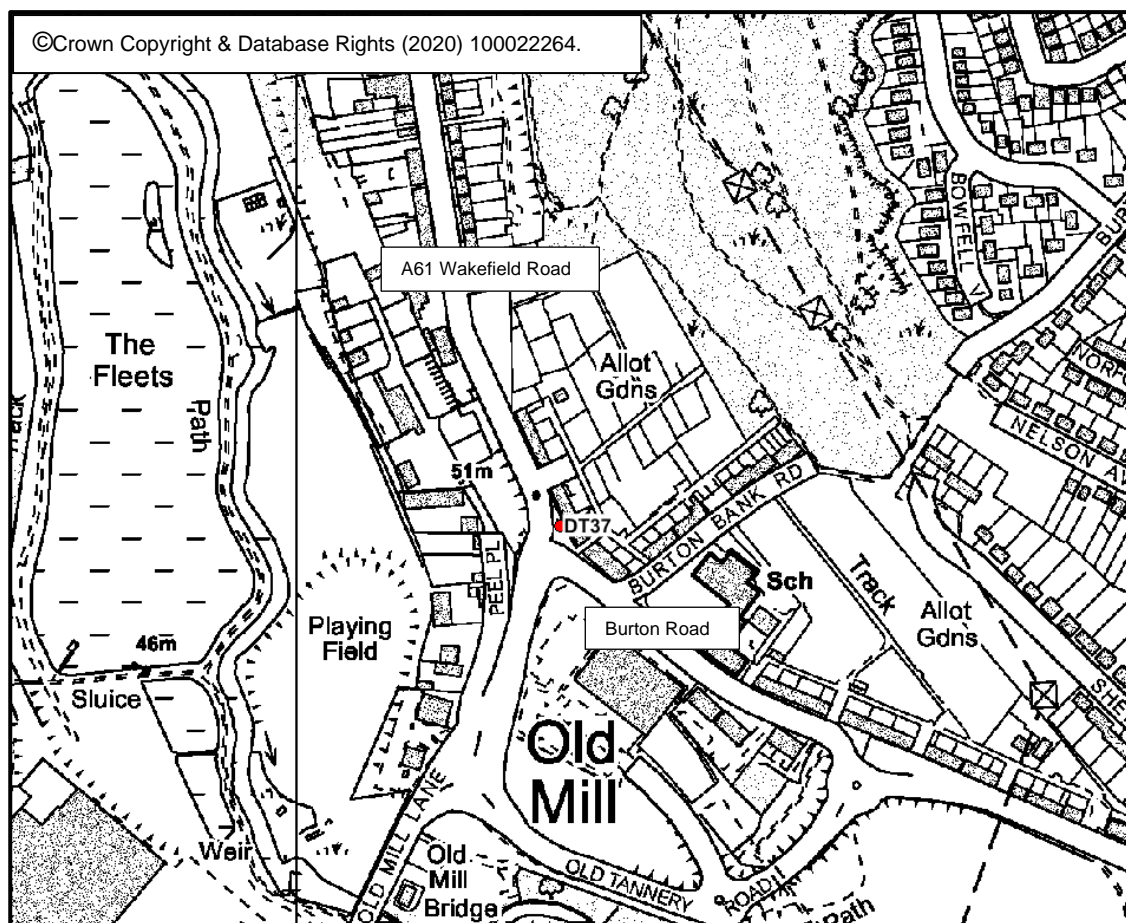 ©Crown Copyright & Database Rights (2020) 100022264.
BOWFELL V
A61 Wakefield Road
The
Fleets
Path
Allot
Gdns
NELSON AV
51m
DT37
BURTON BANK RD
PEEL PL
Sch
Track
Allot
Gdns
Playing
Field
Burton Road
46m
Sluice
Old
Mill
OLD MILL LANE
Weir
Old
Mill
Bridge
OLD TANNERY
ROAD
Path